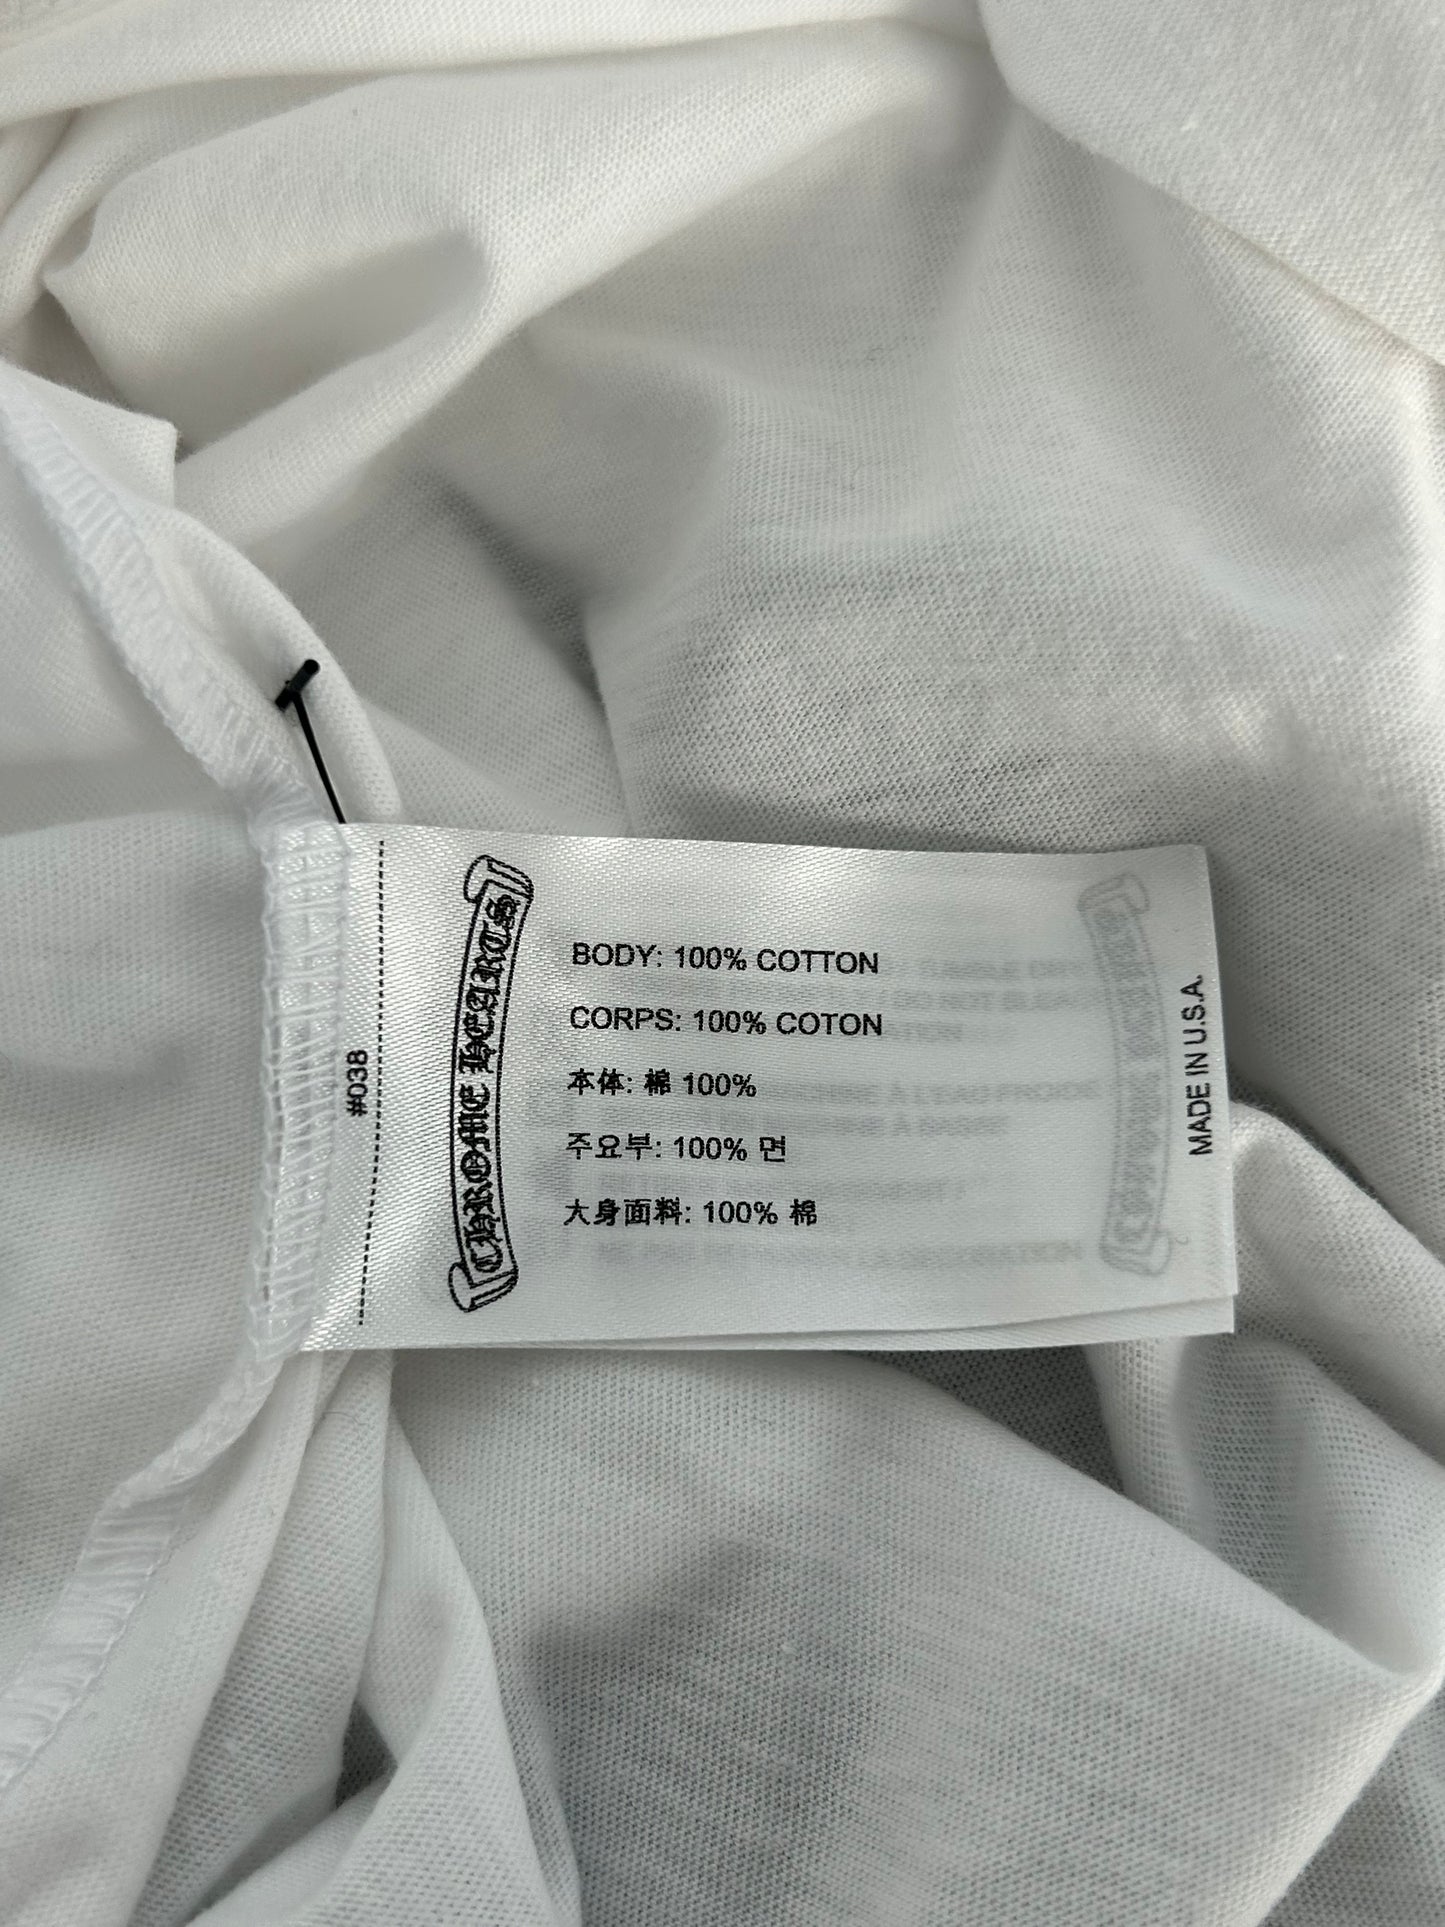 #038
CHROME HEARTS
BODY: 100% COTTON
CORPS: 100% COTON
本体: 棉 100%
주요부: 100% 면
大身面料: 100% 棉
MADE IN U.S.A.